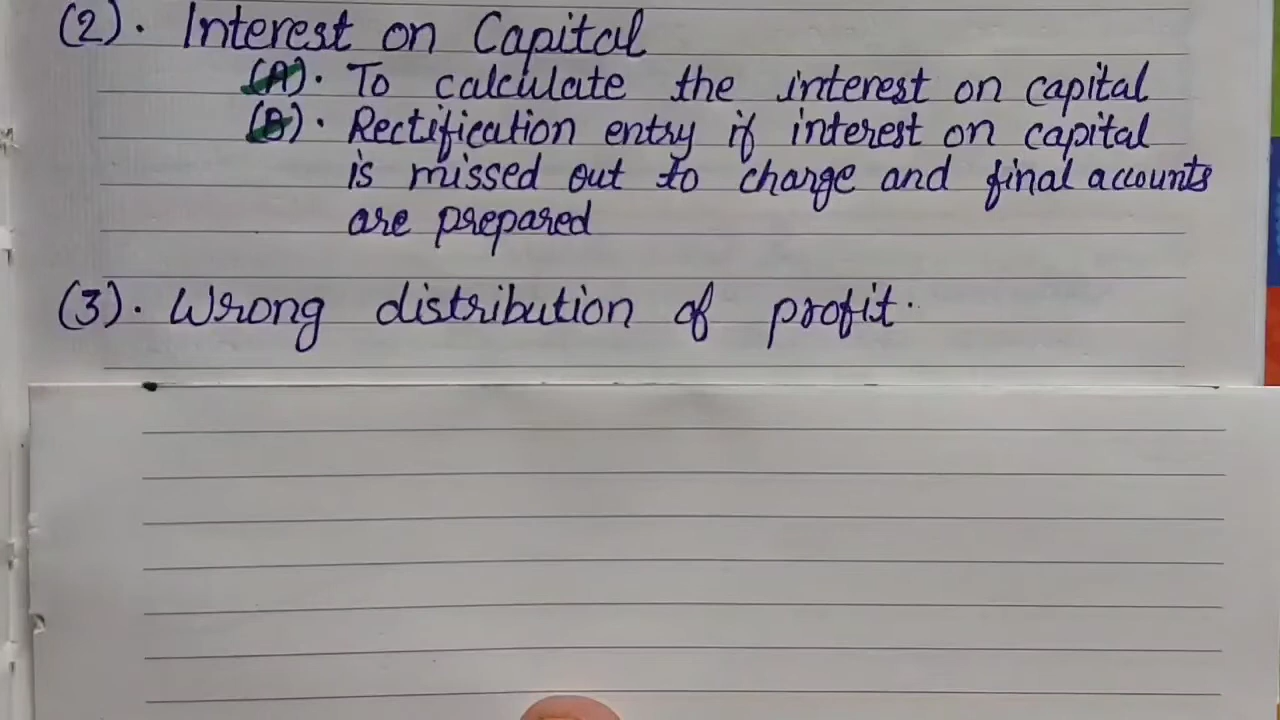 (2). Interest on Capital
(A). To calculate the interest on capital
(B). Rectification entry if interest on capital
is missed out to charge and final accounts
are prepared
(3). Wrong distribution of profit.